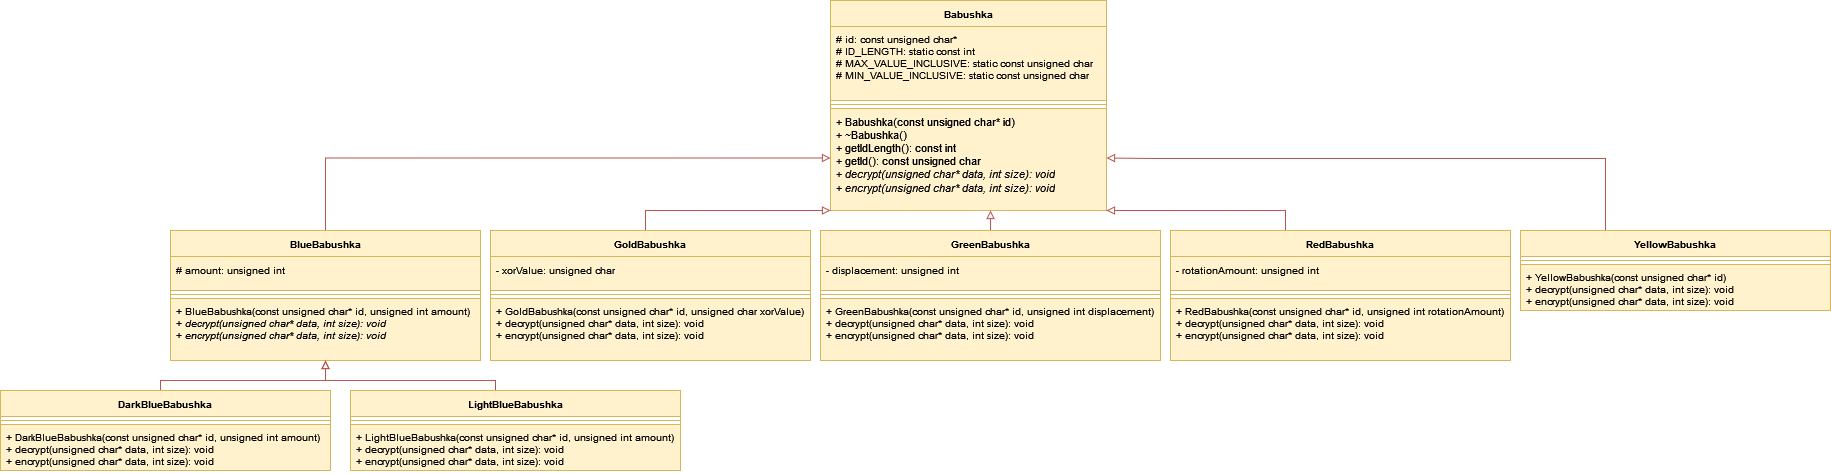 Babushka
# id: const unsigned char*
# ID_LENGTH: static const int
# MAX_VALUE_INCLUSIVE: static const unsigned char
# MIN_VALUE_INCLUSIVE: static const unsigned char
+ Babushka(const unsigned char* id)
+ ~Babushka()
+ getIdLength(): const int
+ getId(): const unsigned char
+ decrypt(unsigned char* data, int size): void
+ encrypt(unsigned char* data, int size): void
BlueBabushka
# amount: unsigned int
+ BlueBabushka(const unsigned char* id, unsigned int amount)
+ decrypt(unsigned char* data, int size): void
+ encrypt(unsigned char* data, int size): void
GoldBabushka
- xorValue: unsigned char
+ GoldBabushka(const unsigned char* id, unsigned char xorValue)
+ decrypt(unsigned char* data, int size): void
+ encrypt(unsigned char* data, int size): void
GreenBabushka
- displacement: unsigned int
+ GreenBabushka(const unsigned char* id, unsigned int displacement)
+ decrypt(unsigned char* data, int size): void
+ encrypt(unsigned char* data, int size): void
RedBabushka
- rotationAmount: unsigned int
+ RedBabushka(const unsigned char* id, unsigned int rotationAmount)
+ decrypt(unsigned char* data, int size): void
+ encrypt(unsigned char* data, int size): void
YellowBabushka
+ YellowBabushka(const unsigned char* id)
+ decrypt(unsigned char* data, int size): void
+ encrypt(unsigned char* data, int size): void
DarkBlueBabushka
+ DarkBlueBabushka(const unsigned char* id, unsigned int amount)
+ decrypt(unsigned char* data, int size): void
+ encrypt(unsigned char* data, int size): void
LightBlueBabushka
+ LightBlueBabushka(const unsigned char* id, unsigned int amount)
+ decrypt(unsigned char* data, int size): void
+ encrypt(unsigned char* data, int size): void